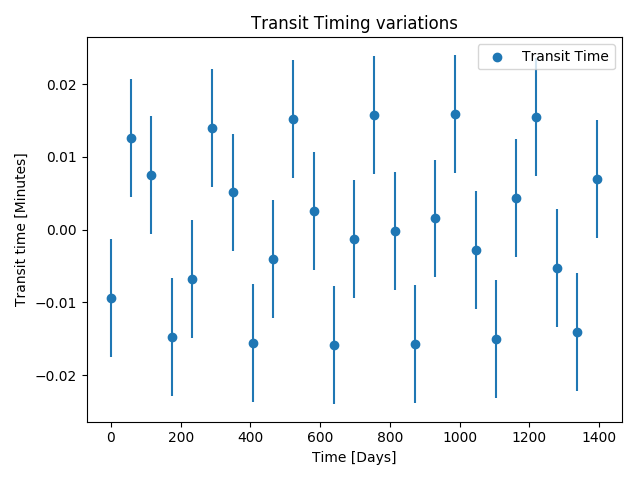 Transit Timing variations
Transit Time
Transit time [Minutes]
0.02
0.01
0.00
−0.01
−0.02
0 200 400 600 800 1000 1200 1400
Time [Days]